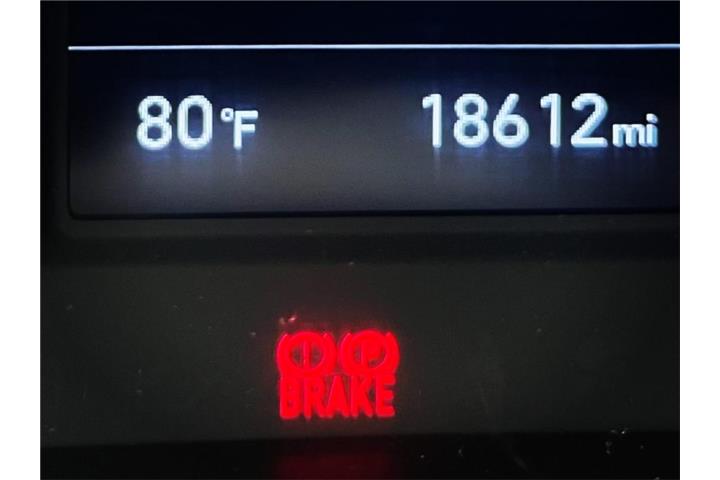 80°F 18612mi
(!) (P)
BRAKE